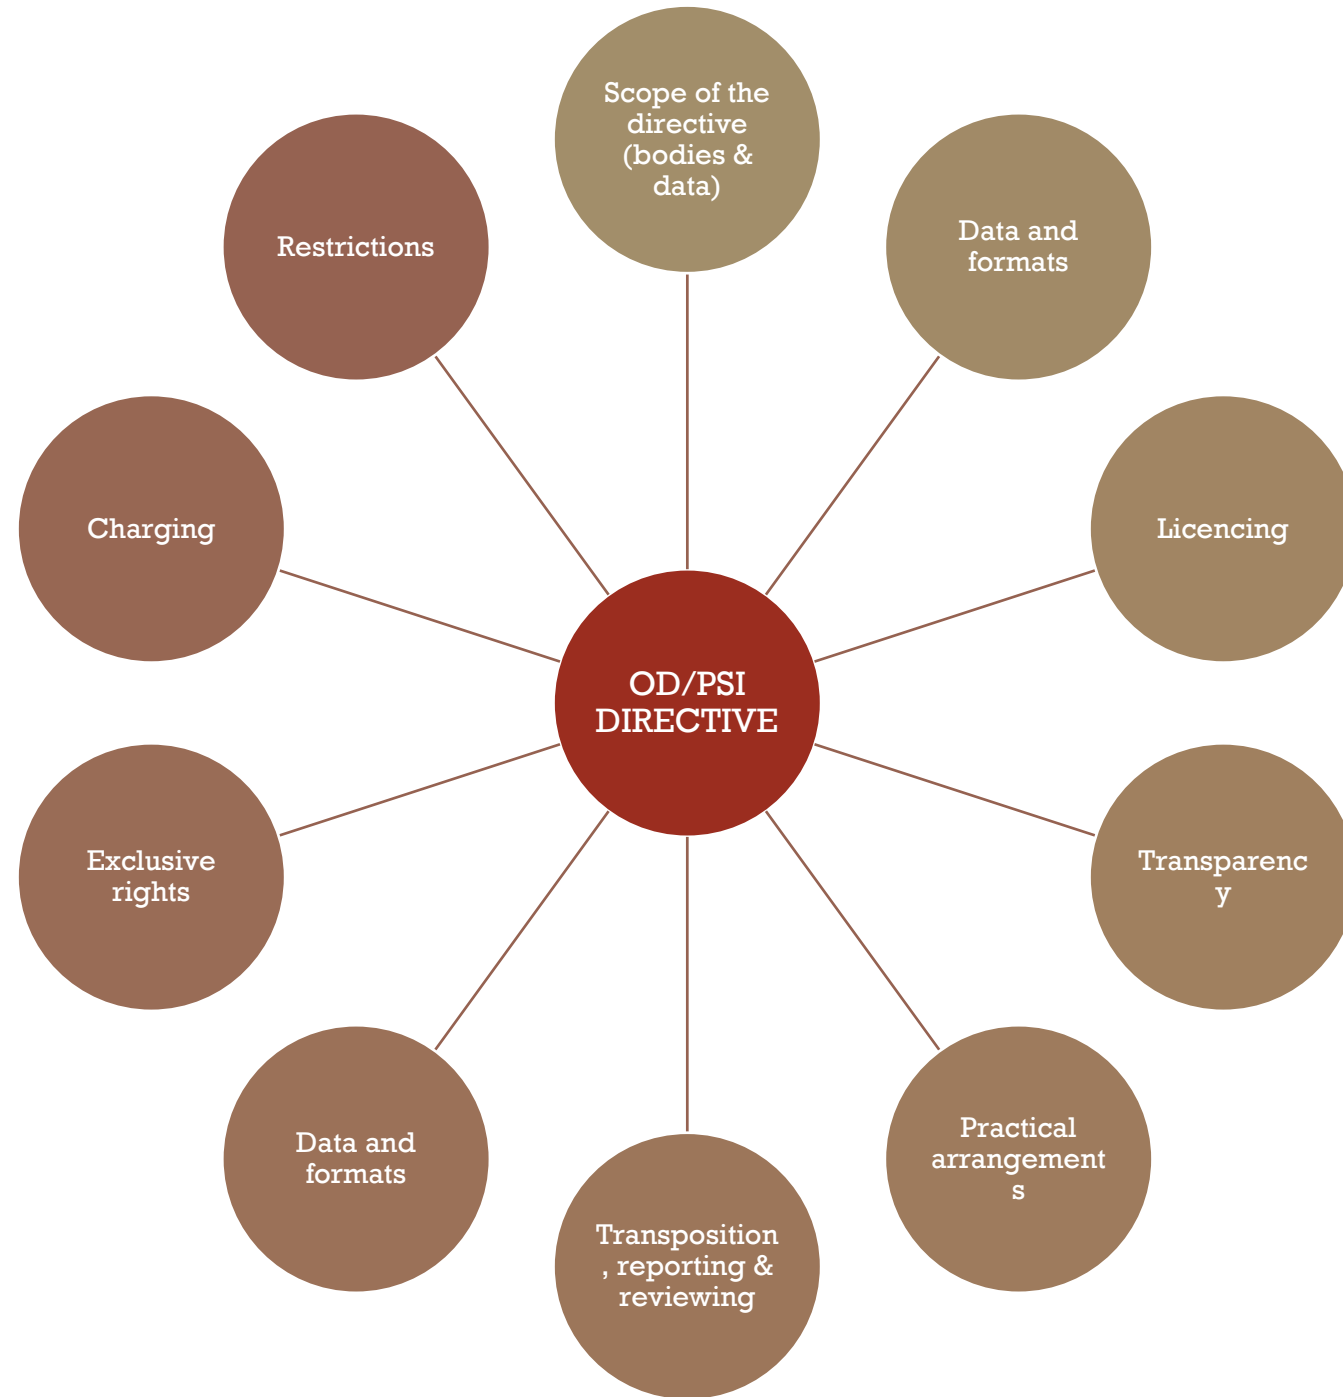 Scope of the
directive
(bodies &
data)
Data and
formats
Licencing
Transparenc
y
Practical
arrangement
s
Transposition
, reporting &
reviewing
Data and
formats
Exclusive
rights
Charging
Restrictions
OD/PSI
DIRECTIVE